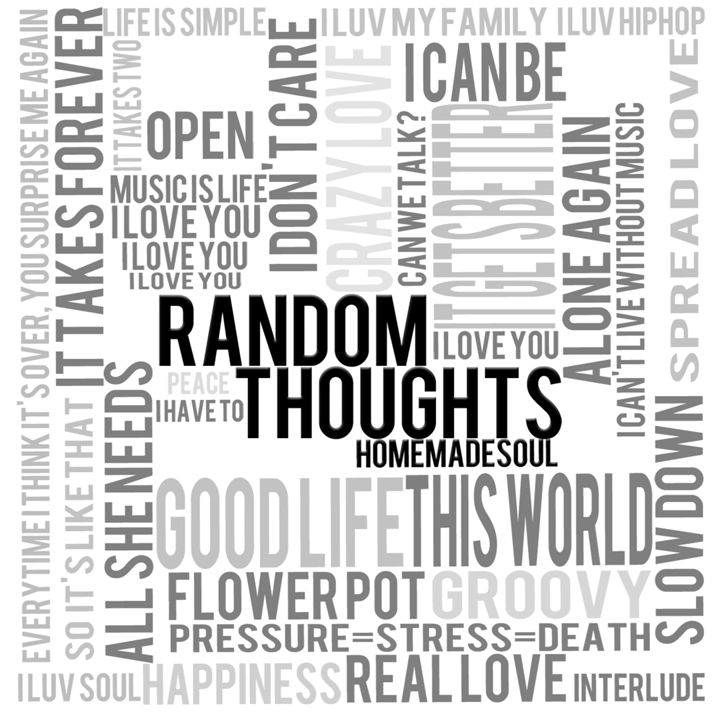 LIFE IS SIMPLE
I LUV MY FAMILY
I LUV HIPHOP
EVERYTIME I THINK IT'S OVER, YOU SURPRISE ME AGAIN
IT TAKES FOREVER
IT TAKES TWO
OPEN
I DON'T CARE
CRAZY LOVE
I CAN BE
CAN WE TALK?
IT GETS BETTER
ALONE AGAIN
I CAN'T LIVE WITHOUT MUSIC
SPREAD LOVE
MUSIC IS LIFE
I LOVE YOU
I LOVE YOU
I LOVE YOU
RANDOM
I LOVE YOU
PEACE
I HAVE TO
THOUGHTS
HOMEMADESOUL
SO IT'S LIKE THAT
ALL SHE NEEDS
GOOD LIFE
THIS WORLD
SLOW DOWN
FLOWER POT
GROOVY
PRESSURE=STRESS=DEATH
I LUV SOUL
HAPPINESS
REAL LOVE
INTERLUDE